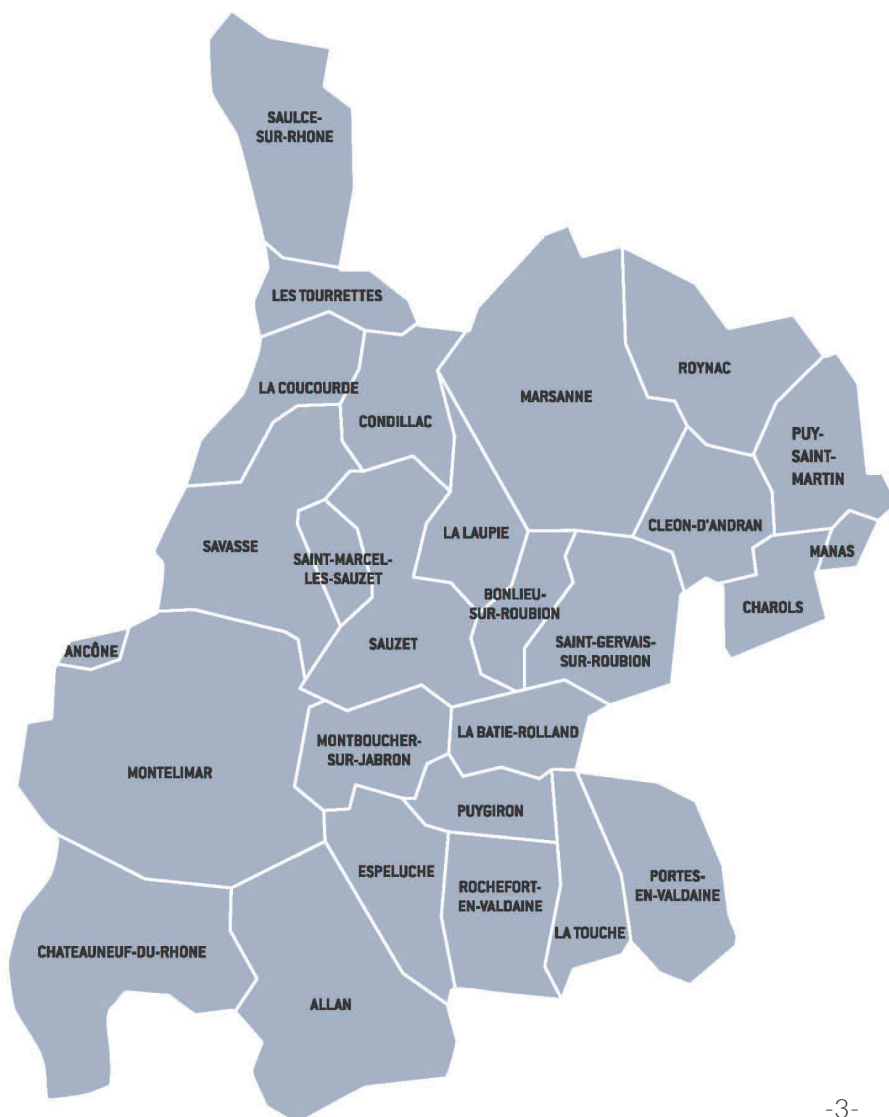 SAULCE-
SUR-RHONE
LES TOURRETTES
LA COUCOURDE
CONDILLAC
MARSANNE
ROYNAC
PUY-
SAINT-
MARTIN
CLEON-D'ANDRAN
MANAS
CHAROLS
LA LAUPIE
SAVASSE
SAINT-MARCEL-
LES-SAUZET
BONLIEU-
SUR-ROUBION
SAUZET
SAINT-GERVAIS-
SUR-ROUBION
ANCÔNE
MONTELIMAR
MONTBOUCHER-
SUR-JABRON
LA BATIE-ROLLAND
PUYGIRON
ESPELUCHE
ROCHEFORT-
EN-VALDAINE
LA TOUCHE
PORTES-
EN-VALDAINE
CHATEAUNEUF-DU-RHONE
ALLAN
-3-